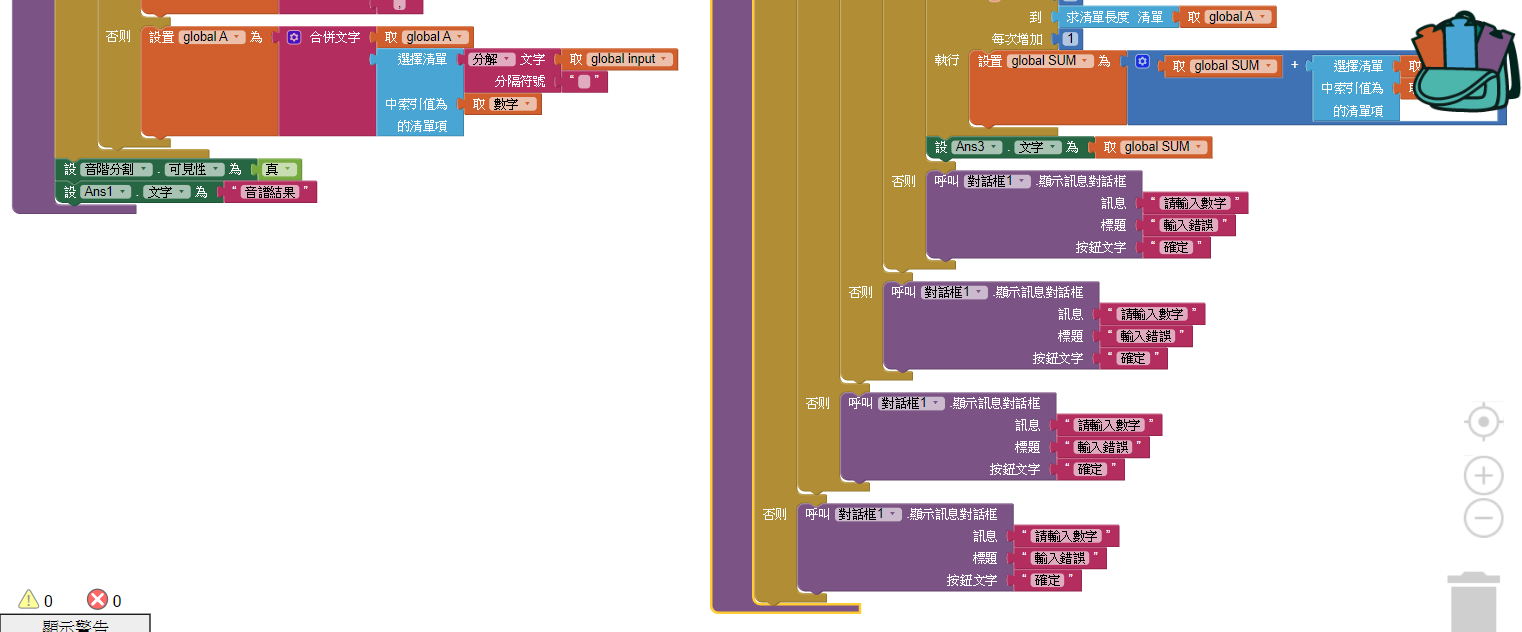 否則 設置 global A 為 合併文字 取 global A
選擇清單 分解 文字 取 global input
分隔符號 “ ”
中索引值為 取 數字
的清單項
設 音階分割 . 可見性 為 真
設 Ans1 . 文字 為 “ 音譜結果 ”
到 求清單長度 清單 取 global A
每次增加 1
執行 設置 global SUM 為 取 global SUM + 選擇清單 取
中索引值為
的清單項
設 Ans3 . 文字 為 取 global SUM
否則 呼叫 對話框1 .顯示訊息對話框
訊息 “ 請輸入數字 ”
標題 “ 輸入錯誤 ”
按鈕文字 “ 確定 ”
否則 呼叫 對話框1 .顯示訊息對話框
訊息 “ 請輸入數字 ”
標題 “ 輸入錯誤 ”
按鈕文字 “ 確定 ”
否則 呼叫 對話框1 .顯示訊息對話框
訊息 “ 請輸入數字 ”
標題 “ 輸入錯誤 ”
按鈕文字 “ 確定 ”
否則 呼叫 對話框1 .顯示訊息對話框
訊息 “ 請輸入數字 ”
標題 “ 輸入錯誤 ”
按鈕文字 “ 確定 ”
0 0
顯示警告